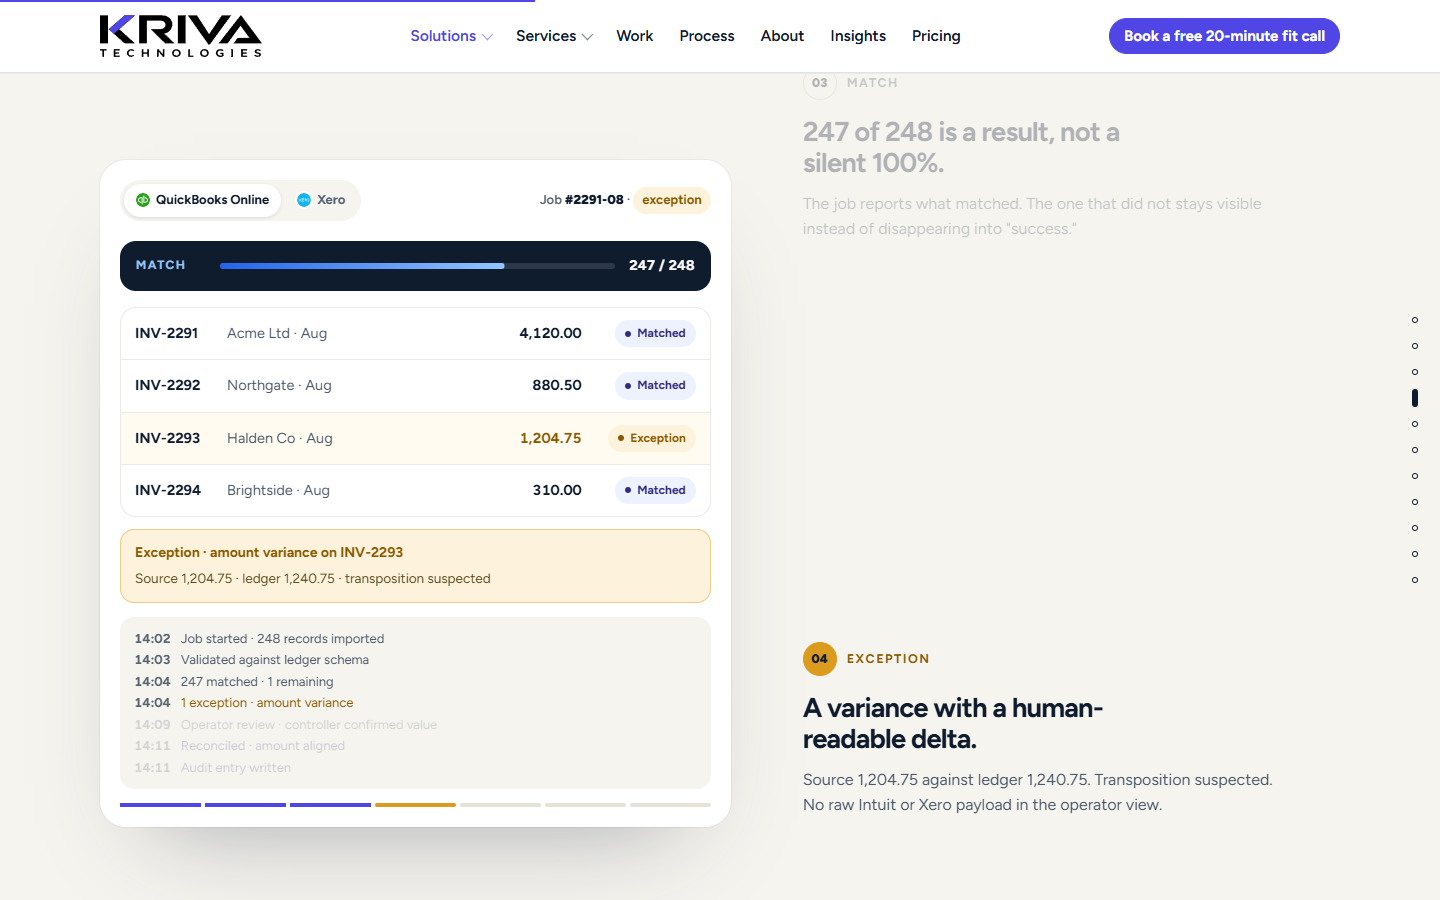 KRIVA
TECHNOLOGIES
Solutions
Services
Work
Process
About
Insights
Pricing
Book a free 20-minute fit call
QuickBooks Online
Xero
Job #2291-08 · exception
MATCH
247 / 248
INV-2291 Acme Ltd · Aug 4,120.00 Matched
INV-2292 Northgate · Aug 880.50 Matched
INV-2293 Halden Co · Aug 1,204.75 Exception
INV-2294 Brightside · Aug 310.00 Matched
Exception · amount variance on INV-2293
Source 1,204.75 · ledger 1,240.75 · transposition suspected
14:02 Job started · 248 records imported
14:03 Validated against ledger schema
14:04 247 matched · 1 remaining
14:04 1 exception · amount variance
14:09 Operator review · controller confirmed value
14:11 Reconciled · amount aligned
14:11 Audit entry written
03 MATCH
247 of 248 is a result, not a
silent 100%.
The job reports what matched. The one that did not stays visible
instead of disappearing into "success."
04 EXCEPTION
A variance with a human-
readable delta.
Source 1,204.75 against ledger 1,240.75. Transposition suspected.
No raw Intuit or Xero payload in the operator view.